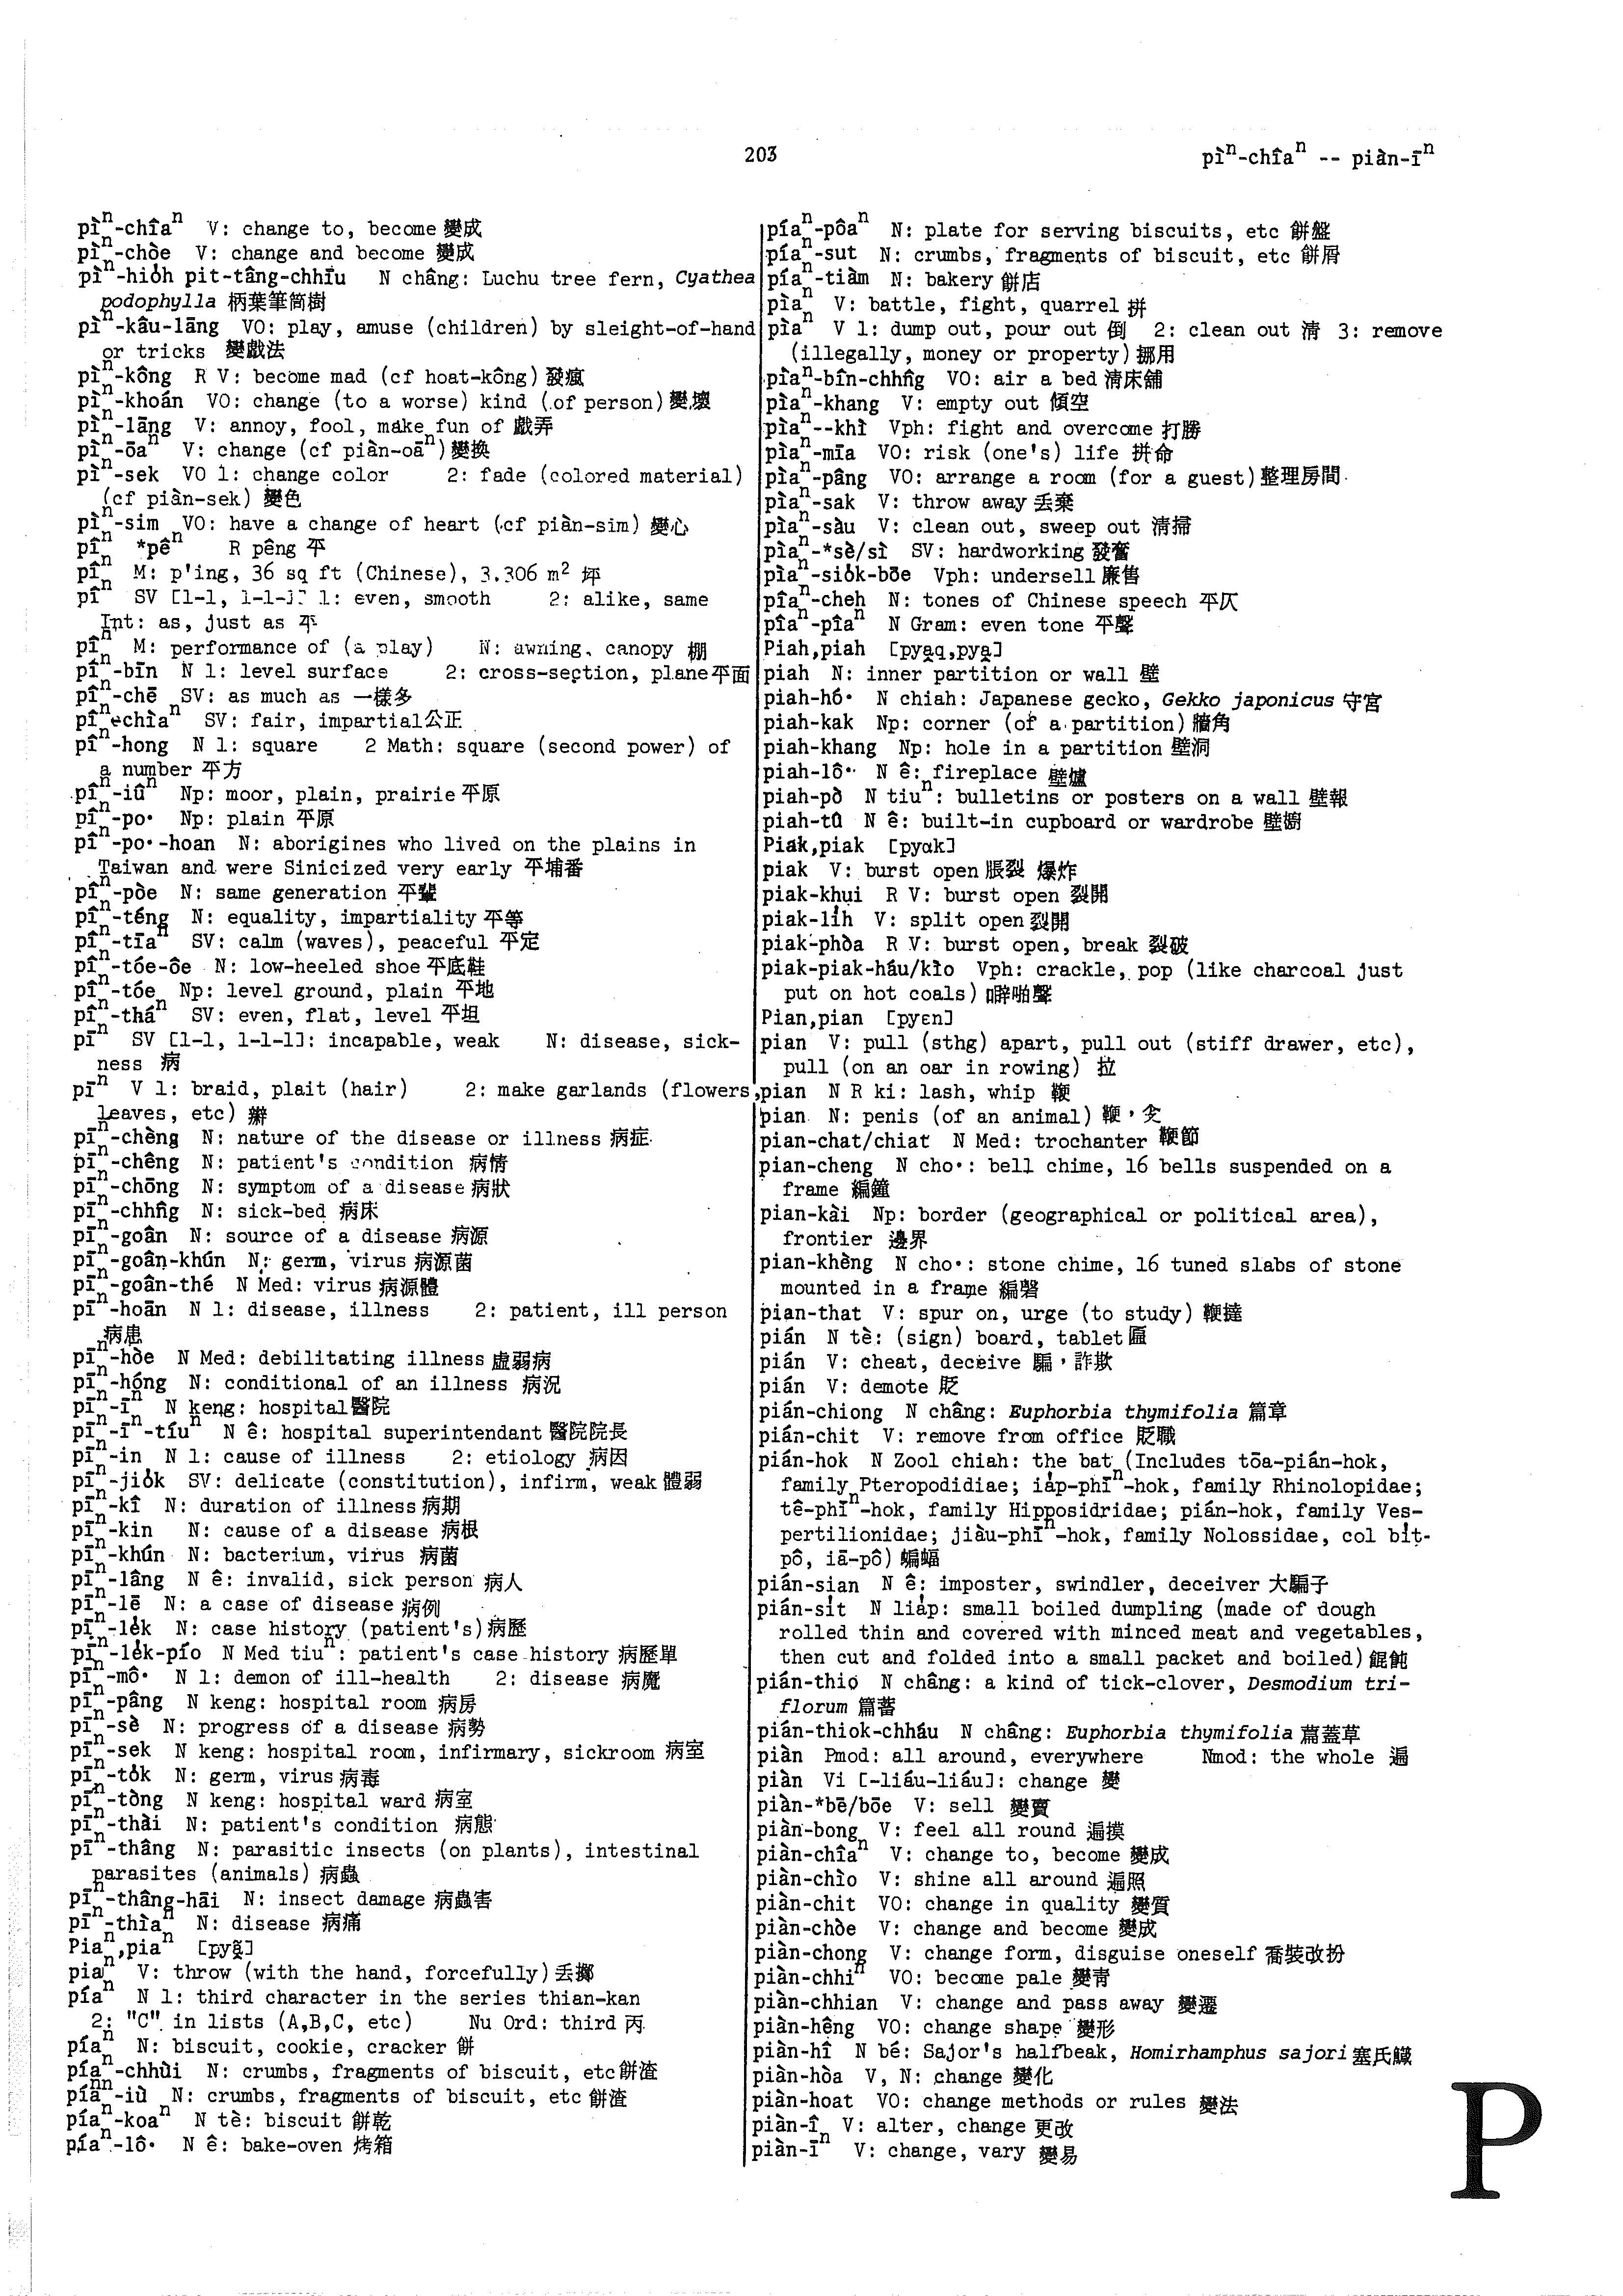 203
pìⁿ-chîaⁿ -- piàn-īⁿ
pìⁿ-chîaⁿ V: change to, become 變成
pìⁿ-chòe V: change and become 變成
pìⁿ-hio̍h pit-tâng-chhīu N châng: Luchu tree fern, Cyathea
podophylla 柄葉筆筒樹
pìⁿ-kâu-lāng VO: play, amuse (children) by sleight-of-hand
or tricks 變戲法
pìⁿ-kông R V: become mad (cf hoat-kông) 發瘋
pìⁿ-khoán VO: change (to a worse) kind (of person) 變壞
pìⁿ-lāng V: annoy, fool, make fun of 戲弄
pìⁿ-ōaⁿ V: change (cf piàn-oāⁿ) 變換
pìⁿ-sek VO 1: change color 2: fade (colored material)
(cf piàn-sek) 變色
pìⁿ-sim VO: have a change of heart (cf piàn-sim) 變心
pîⁿ *pêⁿ R pêng 平
pîⁿ M: p'ing, 36 sq ft (Chinese), 3.306 m² 坪
pîⁿ SV [1-1, 1-1-1] 1: even, smooth 2: alike, same
Int: as, just as 平
pîⁿ M: performance of (a play) N: awning, canopy 棚
pîⁿ-bīn N 1: level surface 2: cross-section, plane 平面
pîⁿ-chē SV: as much as 一樣多
pîⁿ-chìaⁿ SV: fair, impartial 公正
pîⁿ-hong N 1: square 2 Math: square (second power) of
a number 平方
pîⁿ-iûⁿ Np: moor, plain, prairie 平原
pîⁿ-po· Np: plain 平原
pîⁿ-po·-hoan N: aborigines who lived on the plains in
Taiwan and were Sinicized very early 平埔番
pîⁿ-pòe N: same generation 平輩
pîⁿ-téng N: equality, impartiality 平等
pîⁿ-tīaⁿ SV: calm (waves), peaceful 平定
pîⁿ-tóe-ôe N: low-heeled shoe 平底鞋
pîⁿ-tóe Np: level ground, plain 平地
pîⁿ-tháⁿ SV: even, flat, level 平坦
pīⁿ SV [1-1, 1-1-1]: incapable, weak N: disease, sick-
ness 病
pīⁿ V 1: braid, plait (hair) 2: make garlands (flowers,
leaves, etc) 辮
pīⁿ-chèng N: nature of the disease or illness 病症
pīⁿ-chêng N: patient's condition 病情
pīⁿ-chōng N: symptom of a disease 病狀
pīⁿ-chhn̂g N: sick-bed 病床
pīⁿ-goân N: source of a disease 病源
pīⁿ-goân-khún N: germ, virus 病源菌
pīⁿ-goân-thé N Med: virus 病源體
pīⁿ-hoān N 1: disease, illness 2: patient, ill person
病患
pīⁿ-hòe N Med: debilitating illness 虛弱病
pīⁿ-hóng N: conditional of an illness 病況
pīⁿ-īⁿ N keng: hospital 醫院
pīⁿ-īⁿ-tíuⁿ N ê: hospital superintendant 醫院院長
pīⁿ-in N 1: cause of illness 2: etiology 病因
pīⁿ-jio̍k SV: delicate (constitution), infirm, weak 體弱
pīⁿ-kî N: duration of illness 病期
pīⁿ-kin N: cause of a disease 病根
pīⁿ-khún N: bacterium, virus 病菌
pīⁿ-lâng N ê: invalid, sick person 病人
pīⁿ-lē N: a case of disease 病例
pīⁿ-le̍k N: case history (patient's) 病歷
pīⁿ-le̍k-pío N Med tiuⁿ: patient's case history 病歷單
pīⁿ-mô· N 1: demon of ill-health 2: disease 病魔
pīⁿ-pâng N keng: hospital room 病房
pīⁿ-sè N: progress of a disease 病勢
pīⁿ-sek N keng: hospital room, infirmary, sickroom 病室
pīⁿ-to̍k N: germ, virus 病毒
pīⁿ-tòng N keng: hospital ward 病室
pīⁿ-thài N: patient's condition 病態
pīⁿ-thâng N: parasitic insects (on plants), intestinal
parasites (animals) 病蟲
pīⁿ-thâng-hāi N: insect damage 病蟲害
pīⁿ-thìaⁿ N: disease 病痛
Piaⁿ,piaⁿ [pyã]
piaⁿ V: throw (with the hand, forcefully) 丢擲
píaⁿ N 1: third character in the series thian-kan
2: "C" in lists (A,B,C, etc) Nu Ord: third 丙
píaⁿ N: biscuit, cookie, cracker 餅
píaⁿ-chhùi N: crumbs, fragments of biscuit, etc 餅渣
píaⁿ-iù N: crumbs, fragments of biscuit, etc 餅渣
píaⁿ-koaⁿ N tè: biscuit 餅乾
píaⁿ-lô· N ê: bake-oven 烤箱
píaⁿ-pôaⁿ N: plate for serving biscuits, etc 餅盤
píaⁿ-sut N: crumbs, fragments of biscuit, etc 餅屑
píaⁿ-tiàm N: bakery 餅店
pìaⁿ V: battle, fight, quarrel 拼
pìaⁿ V 1: dump out, pour out 倒 2: clean out 清 3: remove
(illegally, money or property) 挪用
pìaⁿ-bîn-chhn̂g VO: air a bed 清床舖
pìaⁿ-khang V: empty out 傾空
pìaⁿ--khì Vph: fight and overcome 打勝
pìaⁿ-mīa VO: risk (one's) life 拼命
pìaⁿ-pâng VO: arrange a room (for a guest) 整理房間
pìaⁿ-sak V: throw away 丢棄
pìaⁿ-sàu V: clean out, sweep out 清掃
pìaⁿ-*sè/sì SV: hardworking 發奮
pìaⁿ-sio̍k-bōe Vph: undersell 廉售
pîaⁿ-cheh N: tones of Chinese speech 平仄
pîaⁿ-pîaⁿ N Gram: even tone 平聲
Piah,piah [pyaq,pya]
piah N: inner partition or wall 壁
piah-hó· N chiah: Japanese gecko, Gekko japonicus 守宮
piah-kak Np: corner (of a partition) 牆角
piah-khang Np: hole in a partition 壁洞
piah-lô· N ê: fireplace 壁爐
piah-pò N tiuⁿ: bulletins or posters on a wall 壁報
piah-tû N ê: built-in cupboard or wardrobe 壁櫥
Piak,piak [pyɑk]
piak V: burst open 脹裂 爆炸
piak-khui R V: burst open 裂開
piak-li̍h V: split open 裂開
piak-phòa R V: burst open, break 裂破
piak-piak-háu/kìo Vph: crackle, pop (like charcoal just
put on hot coals) 噼啪聲
Pian,pian [pyɛn]
pian V: pull (sthg) apart, pull out (stiff drawer, etc),
pull (on an oar in rowing) 拉
pian N R ki: lash, whip 鞭
pian N: penis (of an animal) 鞭，
pian-chat/chiat N Med: trochanter 鞭節
pian-cheng N cho·: bell chime, 16 bells suspended on a
frame 編鐘
pian-kài Np: border (geographical or political area),
frontier 邊界
pian-khèng N cho·: stone chime, 16 tuned slabs of stone
mounted in a frame 編磬
pian-that V: spur on, urge (to study) 鞭撻
pián N tè: (sign) board, tablet 匾
pián V: cheat, deceive 騙，詐欺
pián V: demote 貶
pián-chiong N châng: Euphorbia thymifolia 篇章
pián-chit V: remove from office 貶職
pián-hok N Zool chiah: the bat (Includes tōa-pián-hok,
family Pteropodidiae; ia̍p-phīⁿ-hok, family Rhinolopidae;
tê-phīⁿ-hok, family Hipposidridae; pián-hok, family Ves-
pertilionidae; jiàu-phīⁿ-hok, family Nolossidae, col bi̍t-
pô, iā-pô) 蝙蝠
pián-sian N ê: imposter, swindler, deceiver 大騙子
pián-si̍t N lia̍p: small boiled dumpling (made of dough
rolled thin and covered with minced meat and vegetables,
then cut and folded into a small packet and boiled) 餛飩
pián-thio N châng: a kind of tick-clover, Desmodium tri-
florum 篇蓄
pián-thiok-chháu N châng: Euphorbia thymifolia 萹蓄草
piàn Pmod: all around, everywhere Nmod: the whole 遍
piàn Vi [-liáu-liáu]: change 變
piàn-*bē/bōe V: sell 變賣
piàn-bong V: feel all round 遍摸
piàn-chîaⁿ V: change to, become 變成
piàn-chìo V: shine all around 遍照
piàn-chit VO: change in quality 變質
piàn-chòe V: change and become 變成
piàn-chong V: change form, disguise oneself 喬裝改扮
piàn-chhiⁿ VO: become pale 變青
piàn-chhian V: change and pass away 變遷
piàn-hêng VO: change shape 變形
piàn-hî N bé: Sajor's halfbeak, Homirhamphus sajori 塞氏鱵
piàn-hòa V, N: change 變化
piàn-hoat VO: change methods or rules 變法
piàn-î V: alter, change 更改
piàn-īⁿ V: change, vary 變易
P